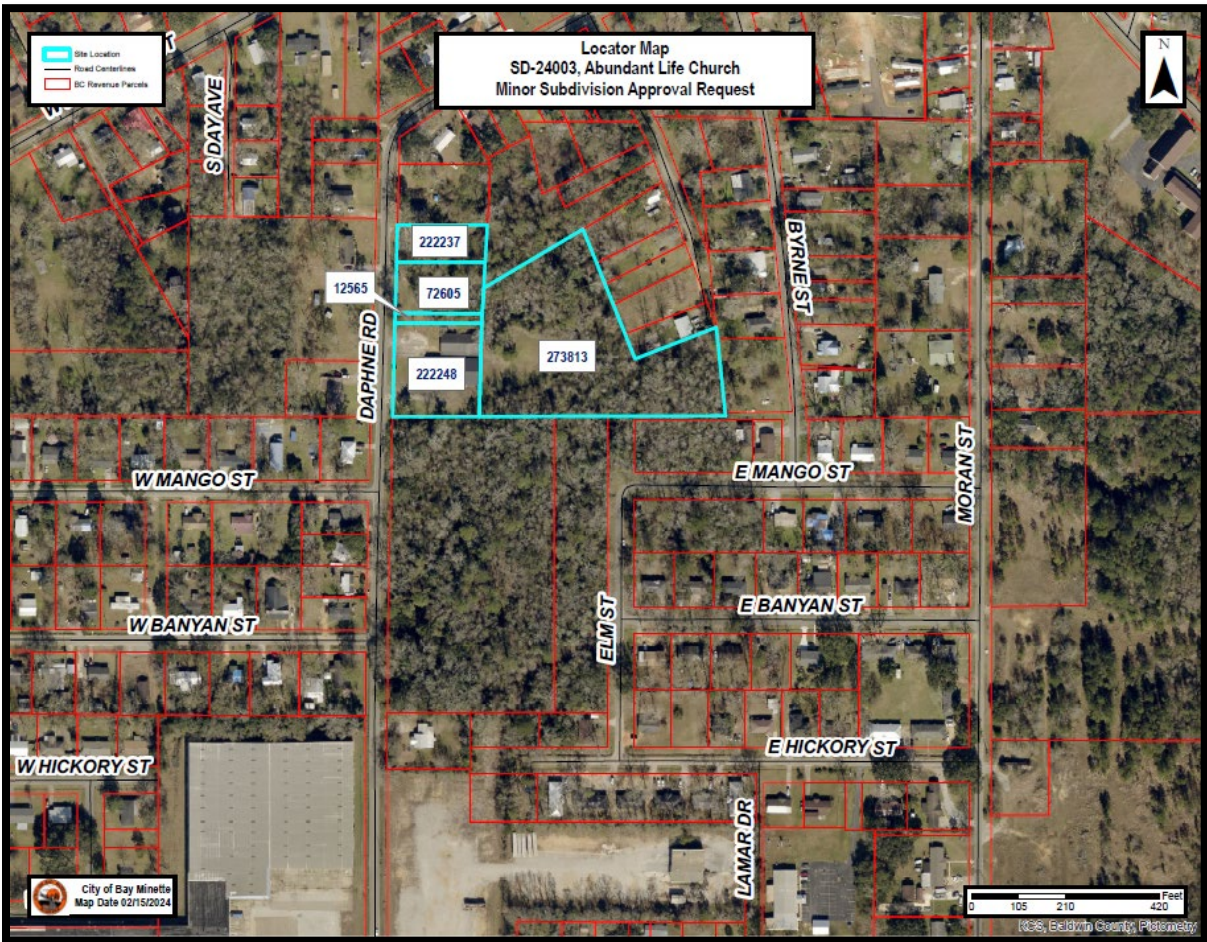 Locator Map
SD-24003, Abundant Life Church
Minor Subdivision Approval Request
Site Location
Road Centerlines
BC Revenue Parcels
N
S DAY AVE
222237
12565
72605
222248
273813
DAPHNE RD
BYRNE ST
MORAN ST
W MANGO ST
E MANGO ST
W BANYAN ST
E BANYAN ST
ELM ST
W HICKORY ST
E HICKORY ST
LAMAR DR
City of Bay Minette
Map Date 02/15/2024
Feet
0 105 210 420
Baldwin County, Pictometry